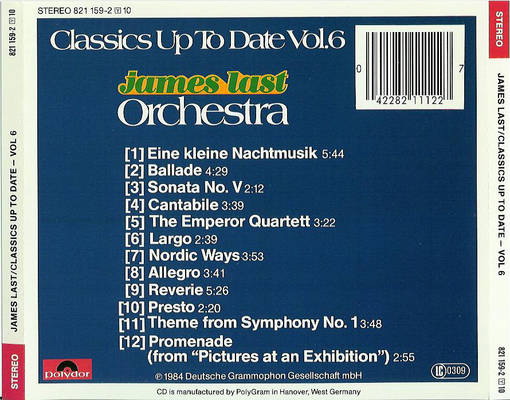 STEREO 821 159-2 Y 10
Classics Up To Date Vol.6
james last
Orchestra
0 42282 11122 7
[1] Eine kleine Nachtmusik 5:44
[2] Ballade 4:29
[3] Sonata No. V 2:12
[4] Cantabile 3:39
[5] The Emperor Quartett 3:22
[6] Largo 2:39
[7] Nordic Ways 3:53
[8] Allegro 3:41
[9] Reverie 5:26
[10] Presto 2:20
[11] Theme from Symphony No. 1 3:48
[12] Promenade
(from “Pictures at an Exhibition”) 2:55
polydor
℗ 1984 Deutsche Grammophon Gesellschaft mbH
LC 0309
CD is manufactured by PolyGram in Hanover, West Germany
STEREO
JAMES LAST/CLASSICS UP TO DATE – VOL 6
821 159-2 Y 10
STEREO
JAMES LAST/CLASSICS UP TO DATE – VOL 6
821 159-2 Y 10